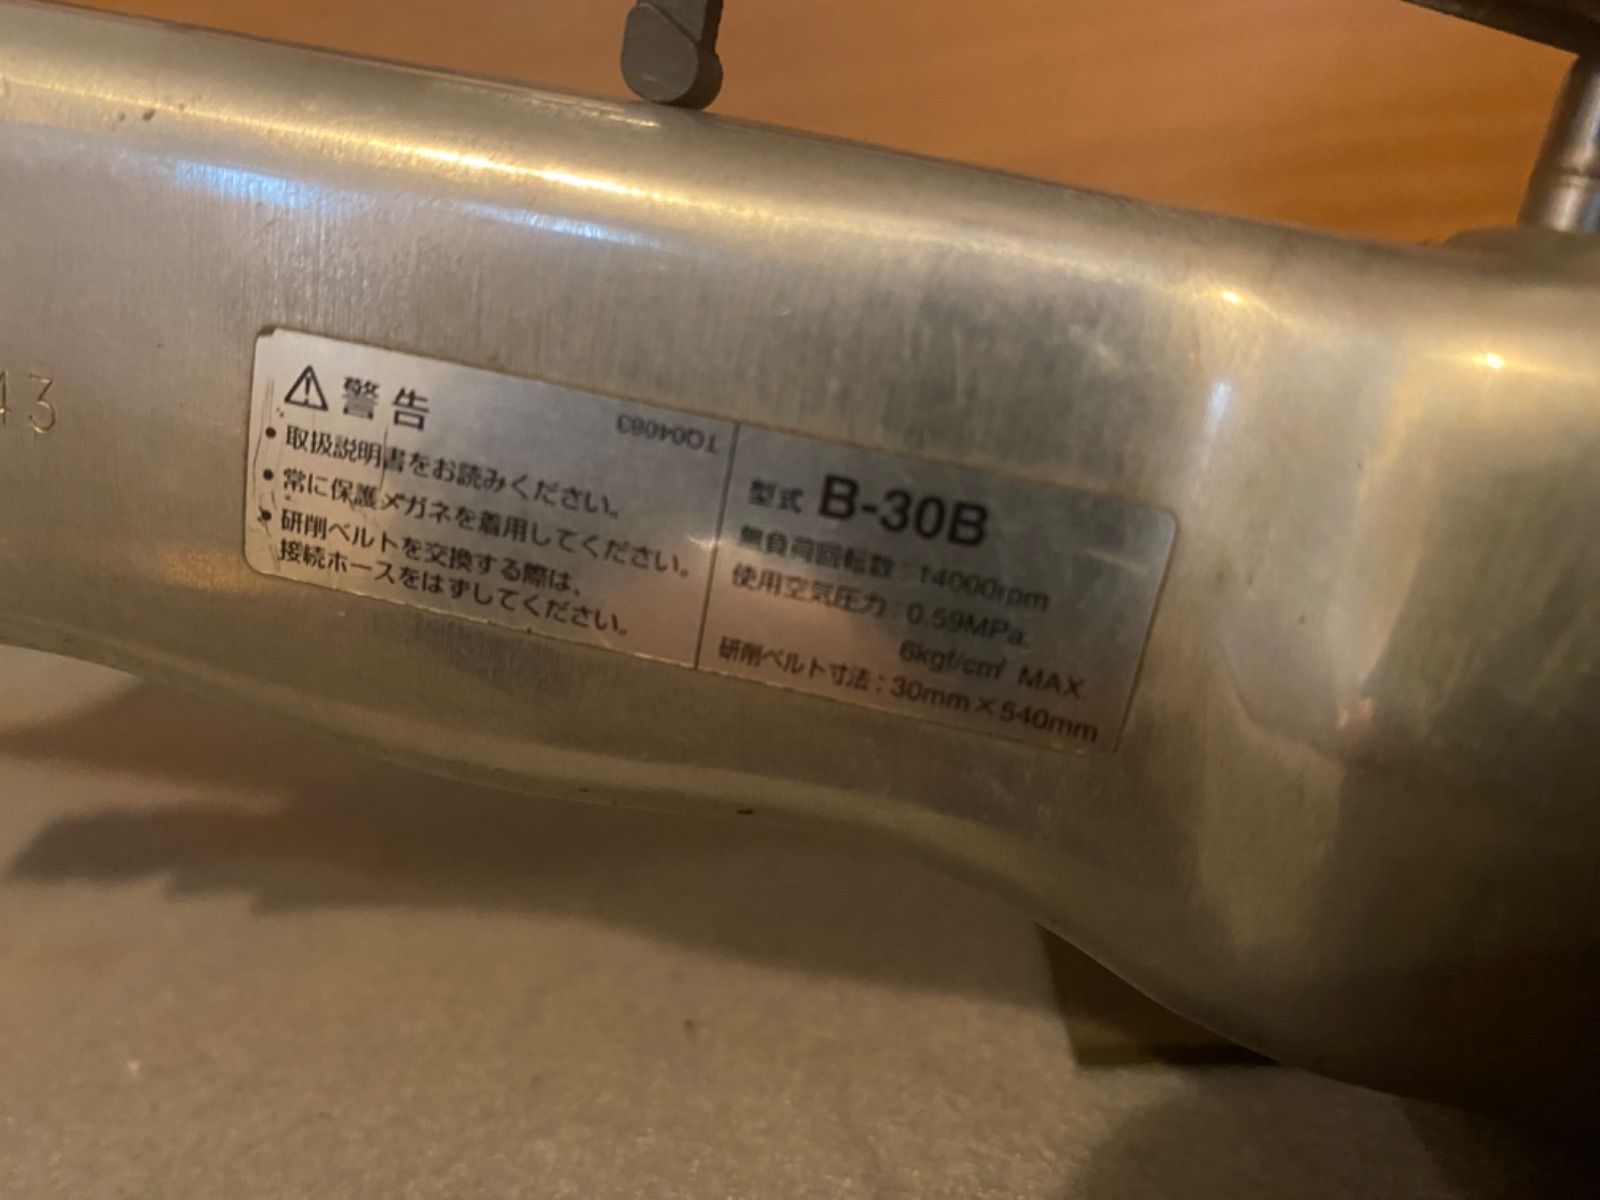 43
警告
TQ04083
• 取扱説明書をお読みください。
• 常に保護メガネを着用してください。
• 研削ベルトを交換する際は、
接続ホースをはずしてください。
型式 B-30B
無負荷回転数：14000rpm
使用空気圧力：0.59MPa.
6kgf/c㎡ MAX.
研削ベルト寸法：30mm×540mm